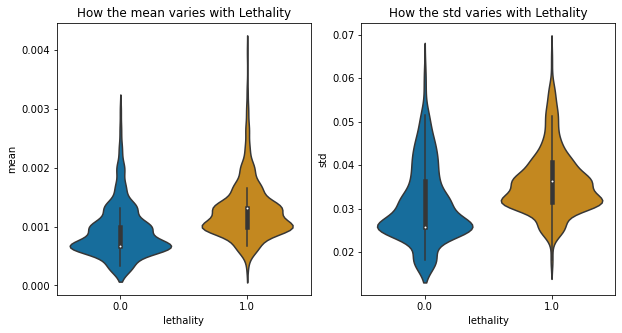 How the mean varies with Lethality
mean
0.004
0.003
0.002
0.001
0.000
0.0
1.0
lethality
How the std varies with Lethality
std
0.07
0.06
0.05
0.04
0.03
0.02
0.0
1.0
lethality